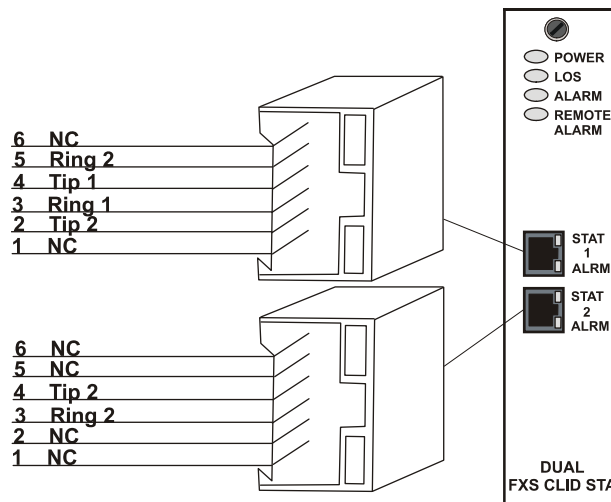 6 NC
5 Ring 2
4 Tip 1
3 Ring 1
2 Tip 2
1 NC
6 NC
5 NC
4 Tip 2
3 Ring 2
2 NC
1 NC
POWER
LOS
ALARM
REMOTE
ALARM
STAT
1
ALRM
STAT
2
ALRM
DUAL
FXS CLID STA